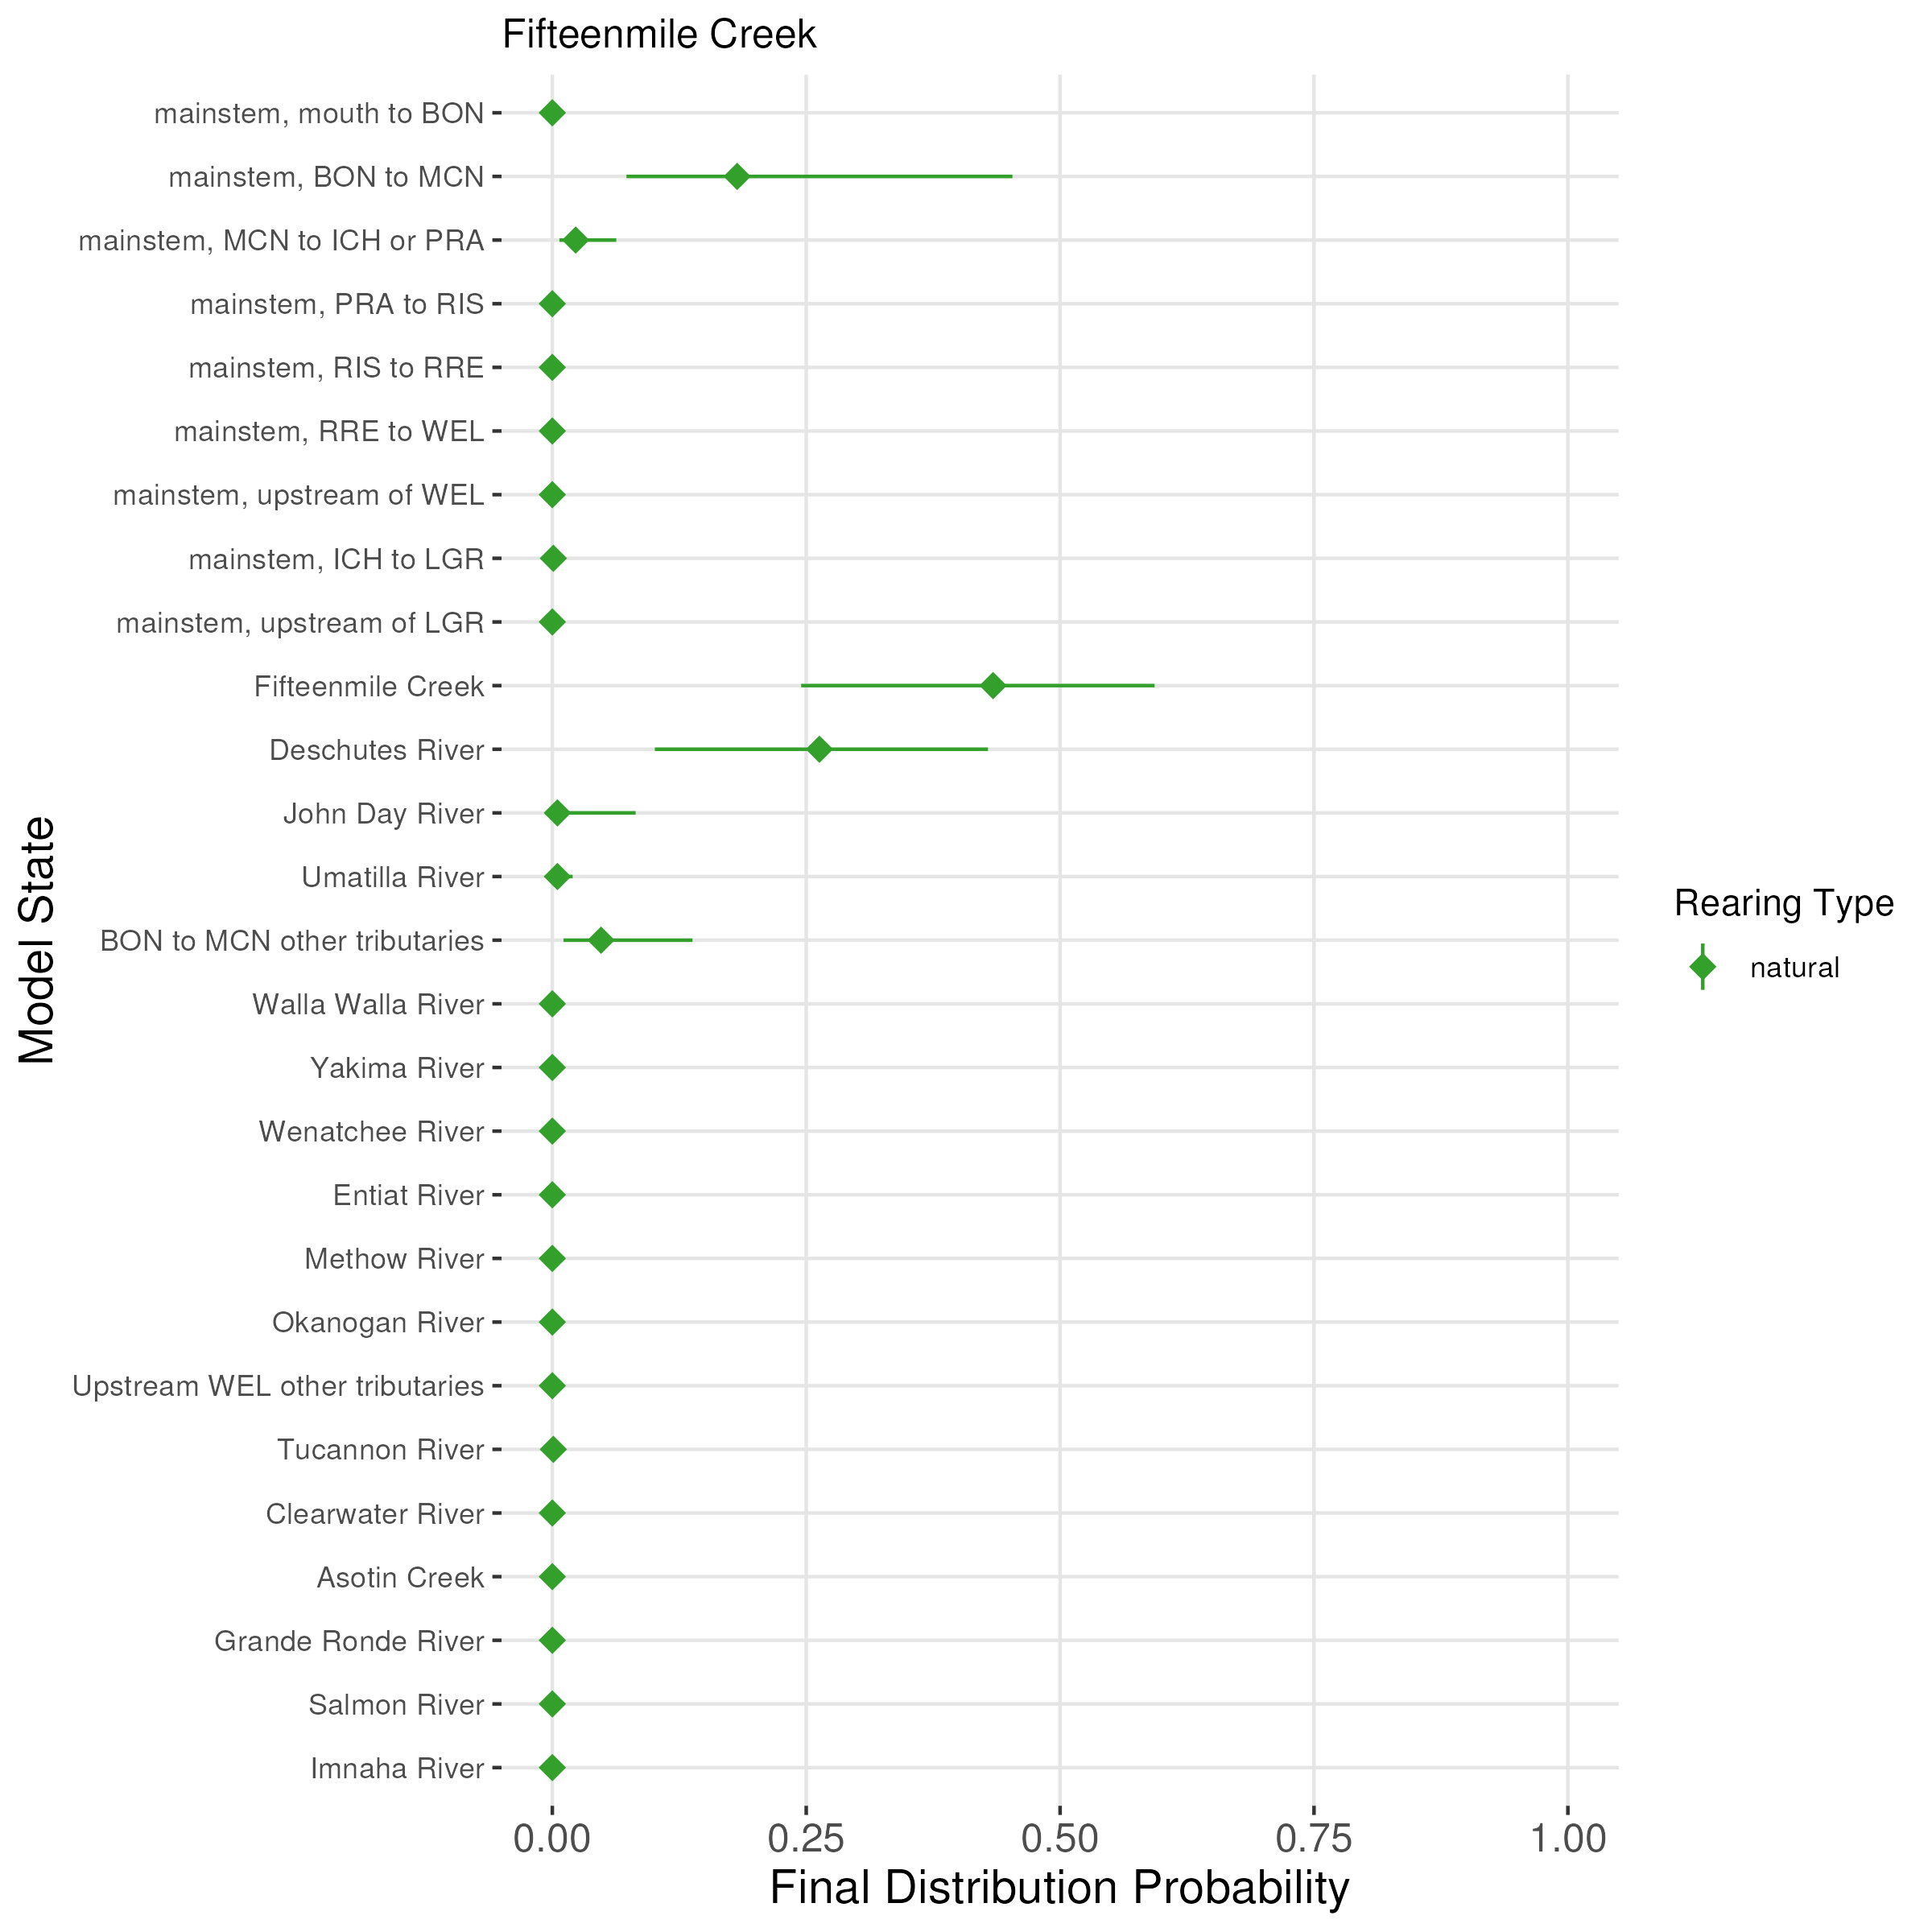 Fifteenmile Creek
mainstem, mouth to BON
mainstem, BON to MCN
mainstem, MCN to ICH or PRA
mainstem, PRA to RIS
mainstem, RIS to RRE
mainstem, RRE to WEL
mainstem, upstream of WEL
mainstem, ICH to LGR
mainstem, upstream of LGR
Fifteenmile Creek
Deschutes River
John Day River
Umatilla River
BON to MCN other tributaries
Walla Walla River
Yakima River
Wenatchee River
Entiat River
Methow River
Okanogan River
Upstream WEL other tributaries
Tucannon River
Clearwater River
Asotin Creek
Grande Ronde River
Salmon River
Imnaha River
Model State
0.00 0.25 0.50 0.75 1.00
Final Distribution Probability
Rearing Type
natural